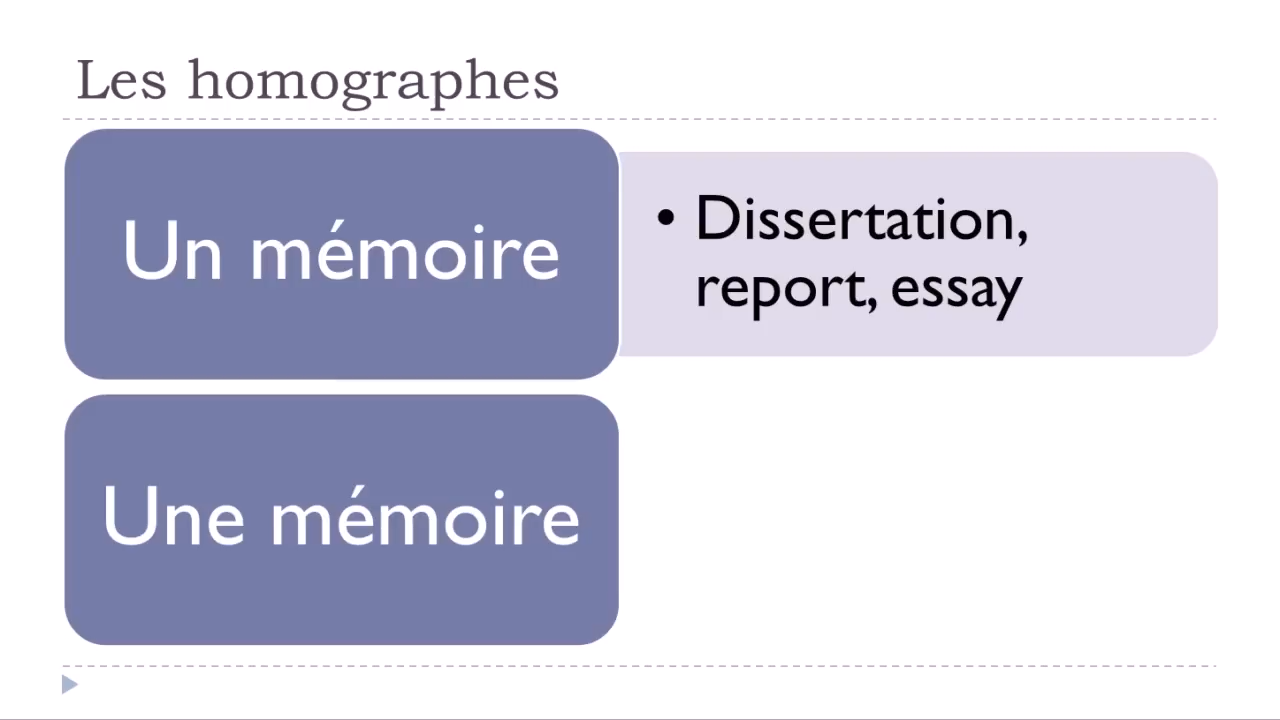 Les homographes
Un mémoire
• Dissertation,
report, essay
Une mémoire